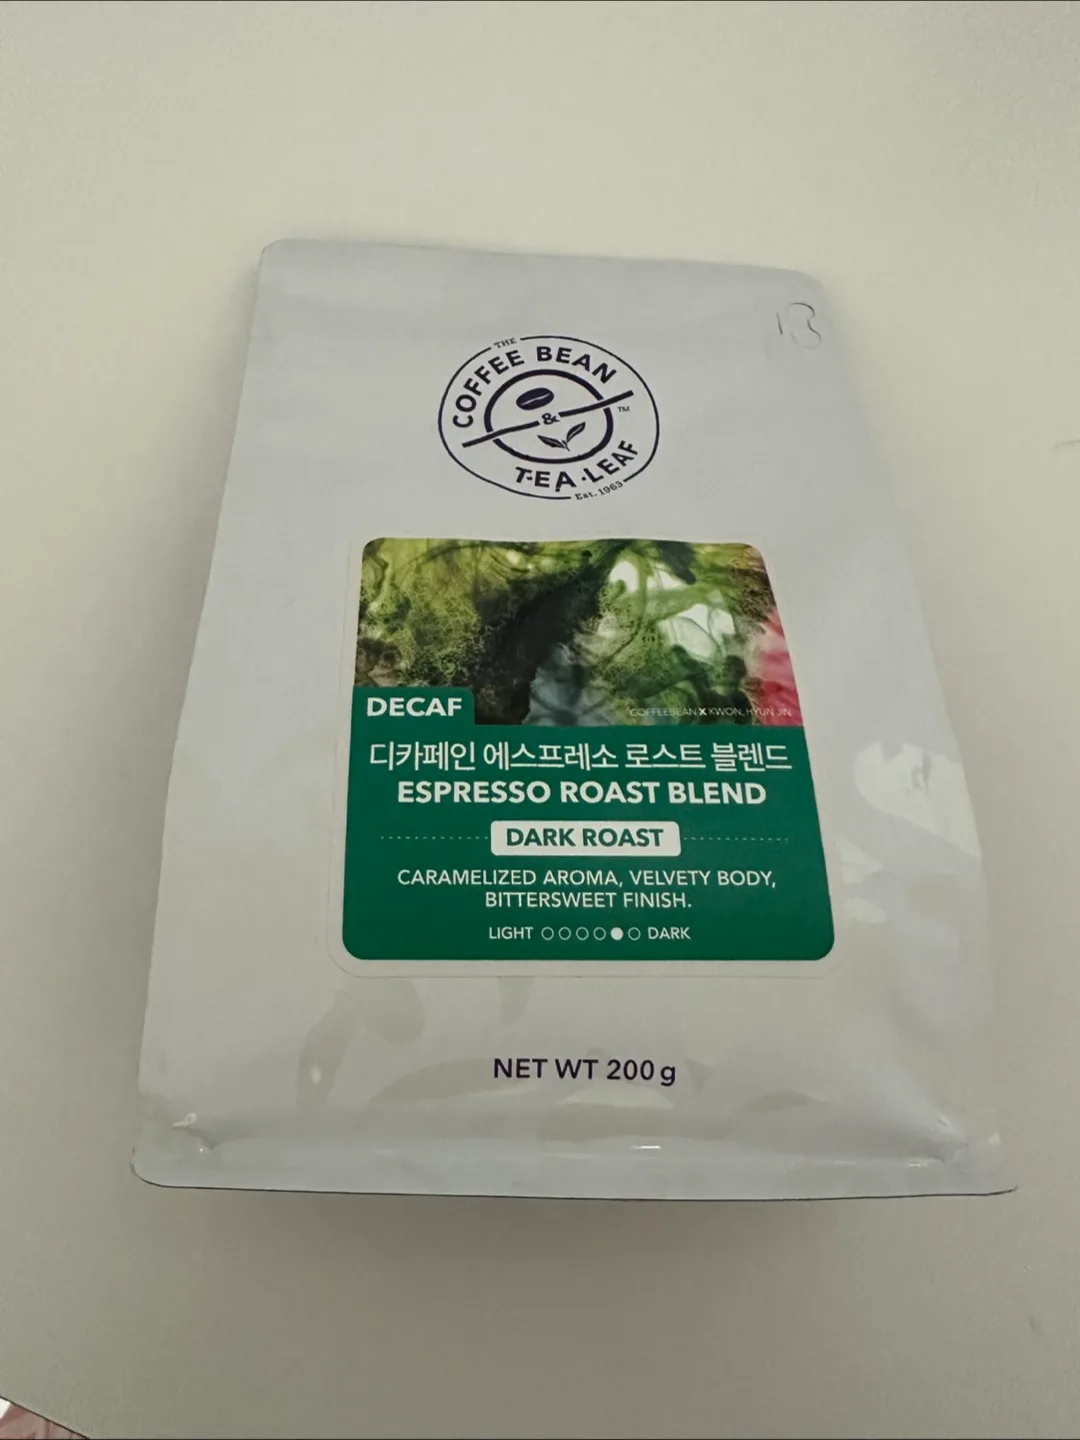 THE
COFFEE BEAN
&
TM
TEA LEAF
Est. 1963
COFFEEBEAN X KWON, HYUN JIN
DECAF
디카페인 에스프레소 로스트 블렌드
ESPRESSO ROAST BLEND
DARK ROAST
CARAMELIZED AROMA, VELVETY BODY,
BITTERSWEET FINISH.
LIGHT ○○○○●○ DARK
NET WT 200 g